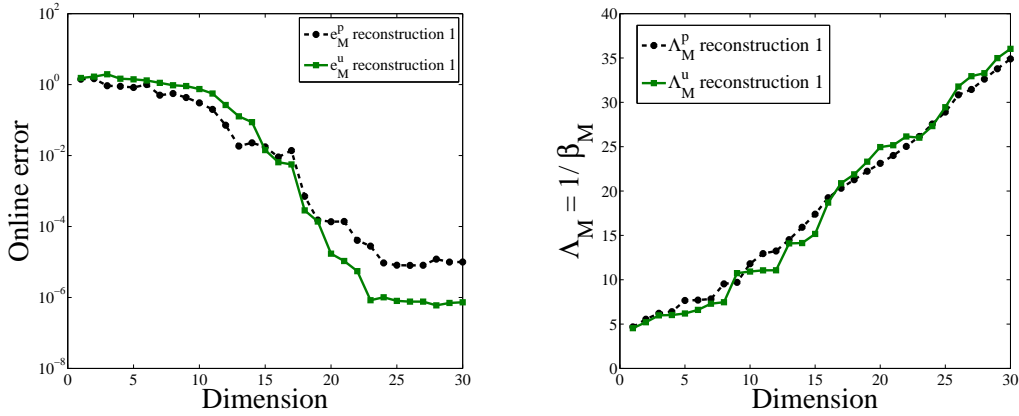 10^2
10^0
10^-2
10^-4
10^-6
10^-8
Online error
0 5 10 15 20 25 30
Dimension
e_M^p reconstruction 1
e_M^u reconstruction 1
40
35
30
25
20
15
10
5
0
Λ_M = 1/ β_M
0 5 10 15 20 25 30
Dimension
Λ_M^p reconstruction 1
Λ_M^u reconstruction 1